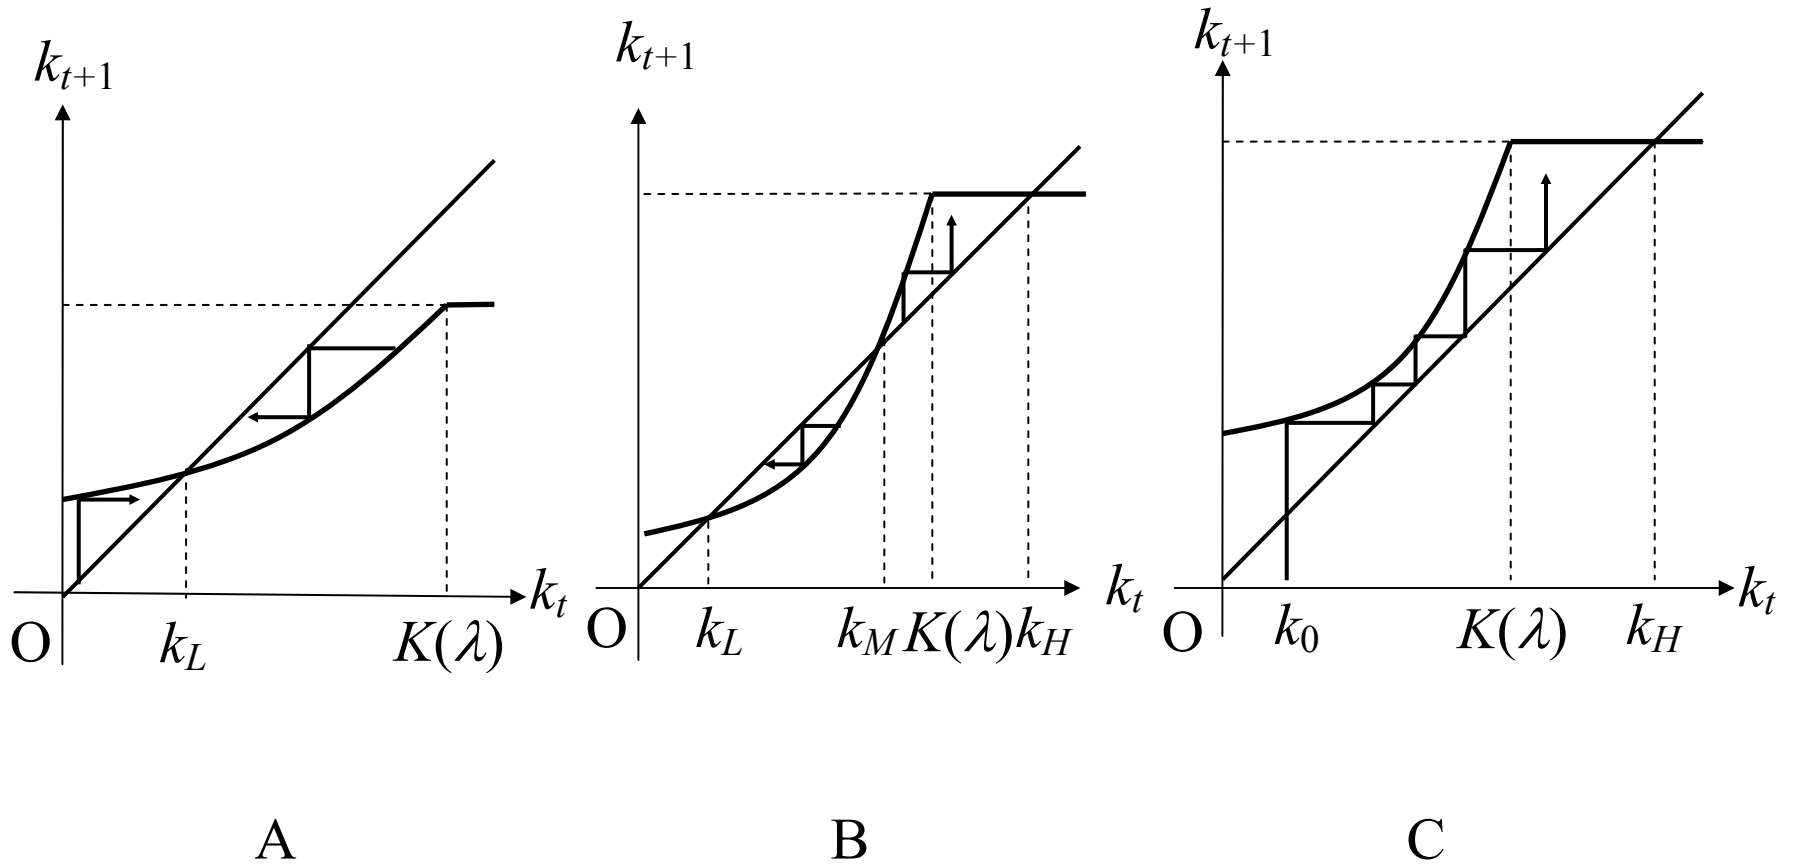 k_{t+1}
k_t
O
k_L
K(λ)
A
k_{t+1}
k_t
O
k_L
k_M
K(λ)
k_H
B
k_{t+1}
k_t
O
k_0
K(λ)
k_H
C